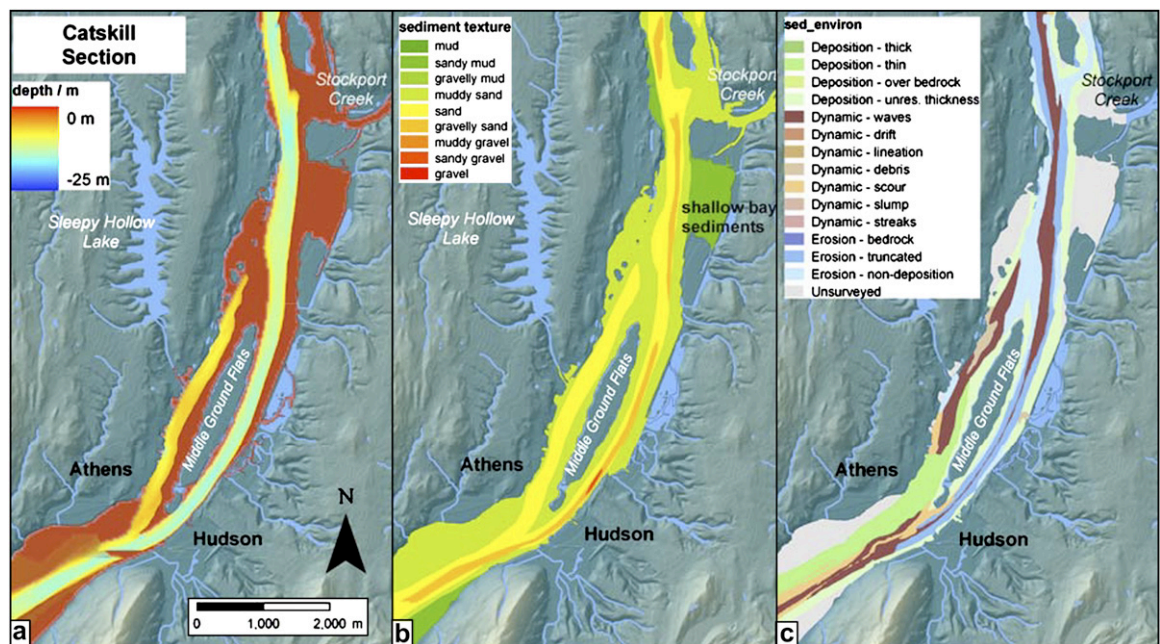 Catskill
Section
depth / m
0 m
-25 m
Stockport
Creek
Sleepy Hollow
Lake
Middle Ground Flats
Athens
N
Hudson
0
1,000
2,000 m
a
sediment texture
mud
sandy mud
gravelly mud
muddy sand
sand
gravelly sand
muddy gravel
sandy gravel
gravel
Stockport
Creek
shallow bay
sediments
Sleepy Hollow
Lake
Middle Ground Flats
Athens
Hudson
b
sed_environ
Deposition - thick
Deposition - thin
Deposition - over bedrock
Deposition - unres. thickness
Dynamic - waves
Dynamic - drift
Dynamic - lineation
Dynamic - debris
Dynamic - scour
Dynamic - slump
Dynamic - streaks
Erosion - bedrock
Erosion - truncated
Erosion - non-deposition
Unsurveyed
Stockport
Creek
Middle Ground Flats
Athens
Hudson
c